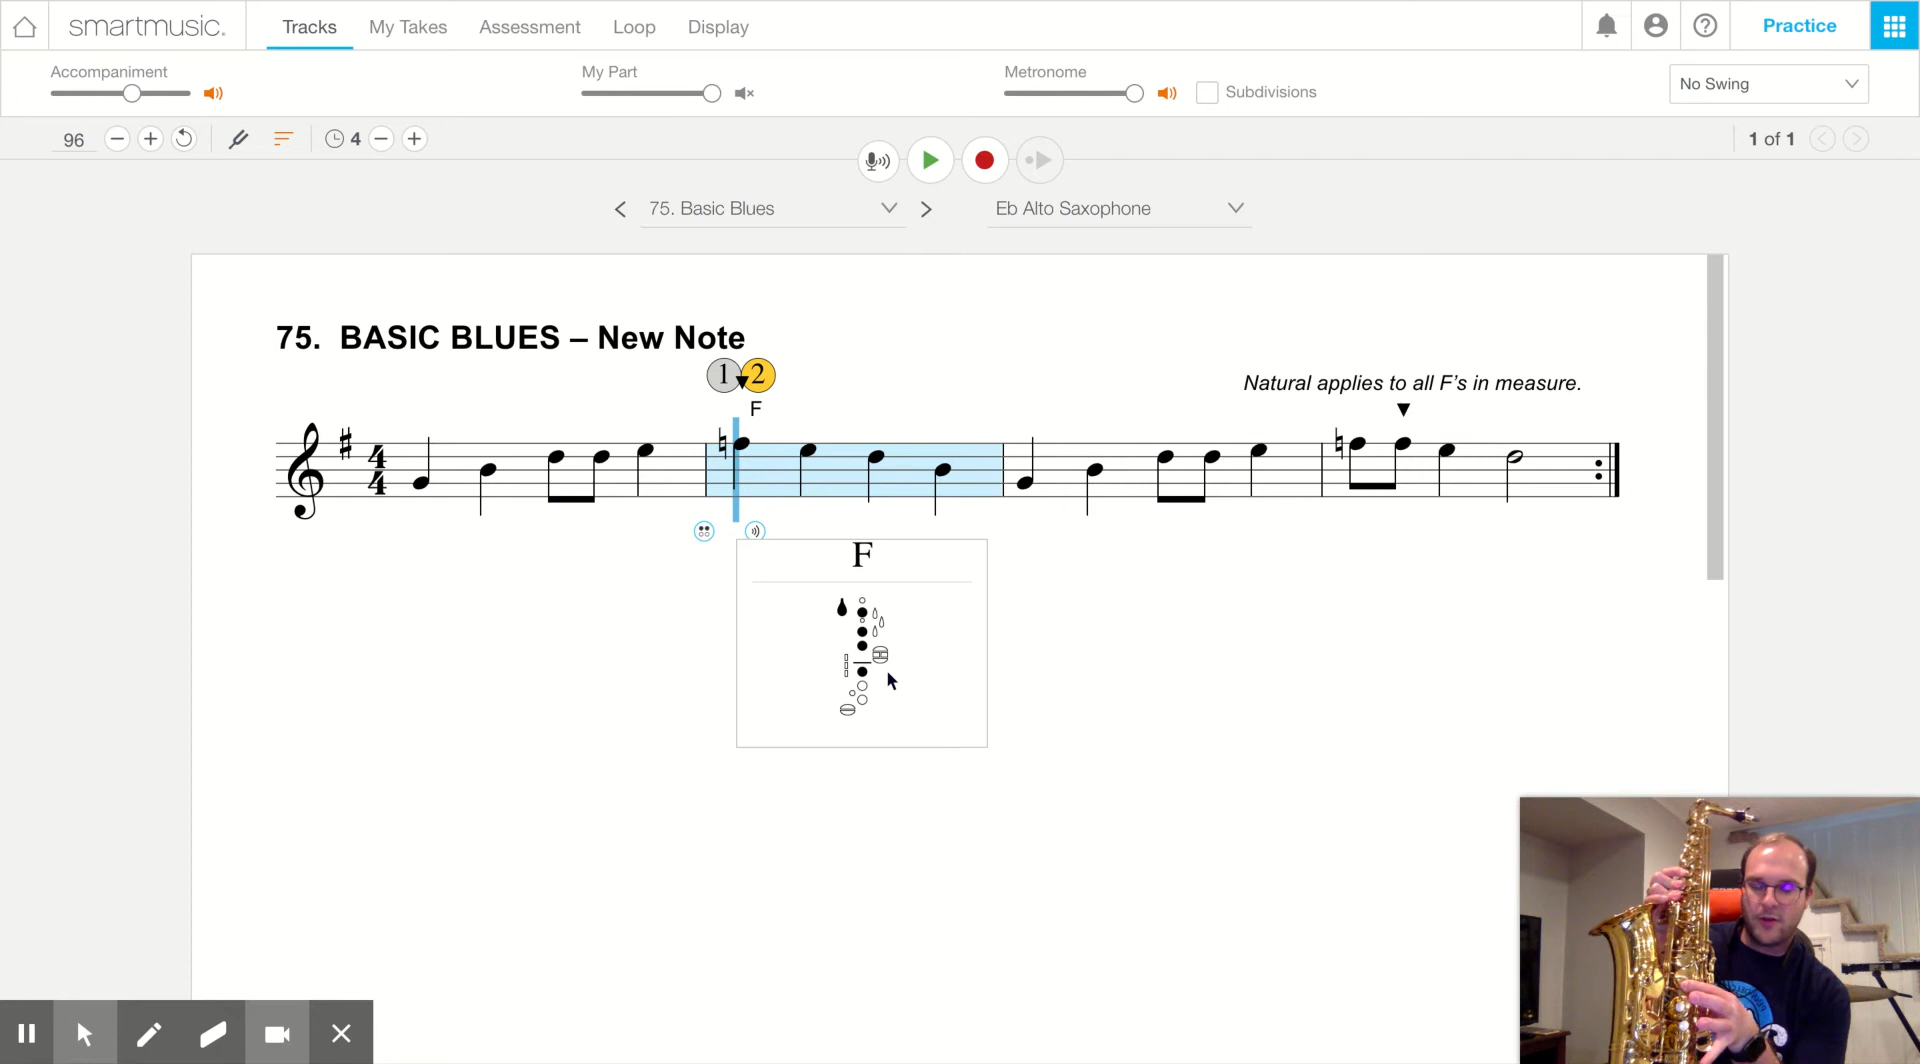 smartmusic.
Tracks
My Takes
Assessment
Loop
Display
Practice
Accompaniment
My Part
Metronome
Subdivisions
No Swing
96
4
1 of 1
75. Basic Blues
Eb Alto Saxophone
75. BASIC BLUES – New Note
1 2
F
Natural applies to all F's in measure.
4
4
F